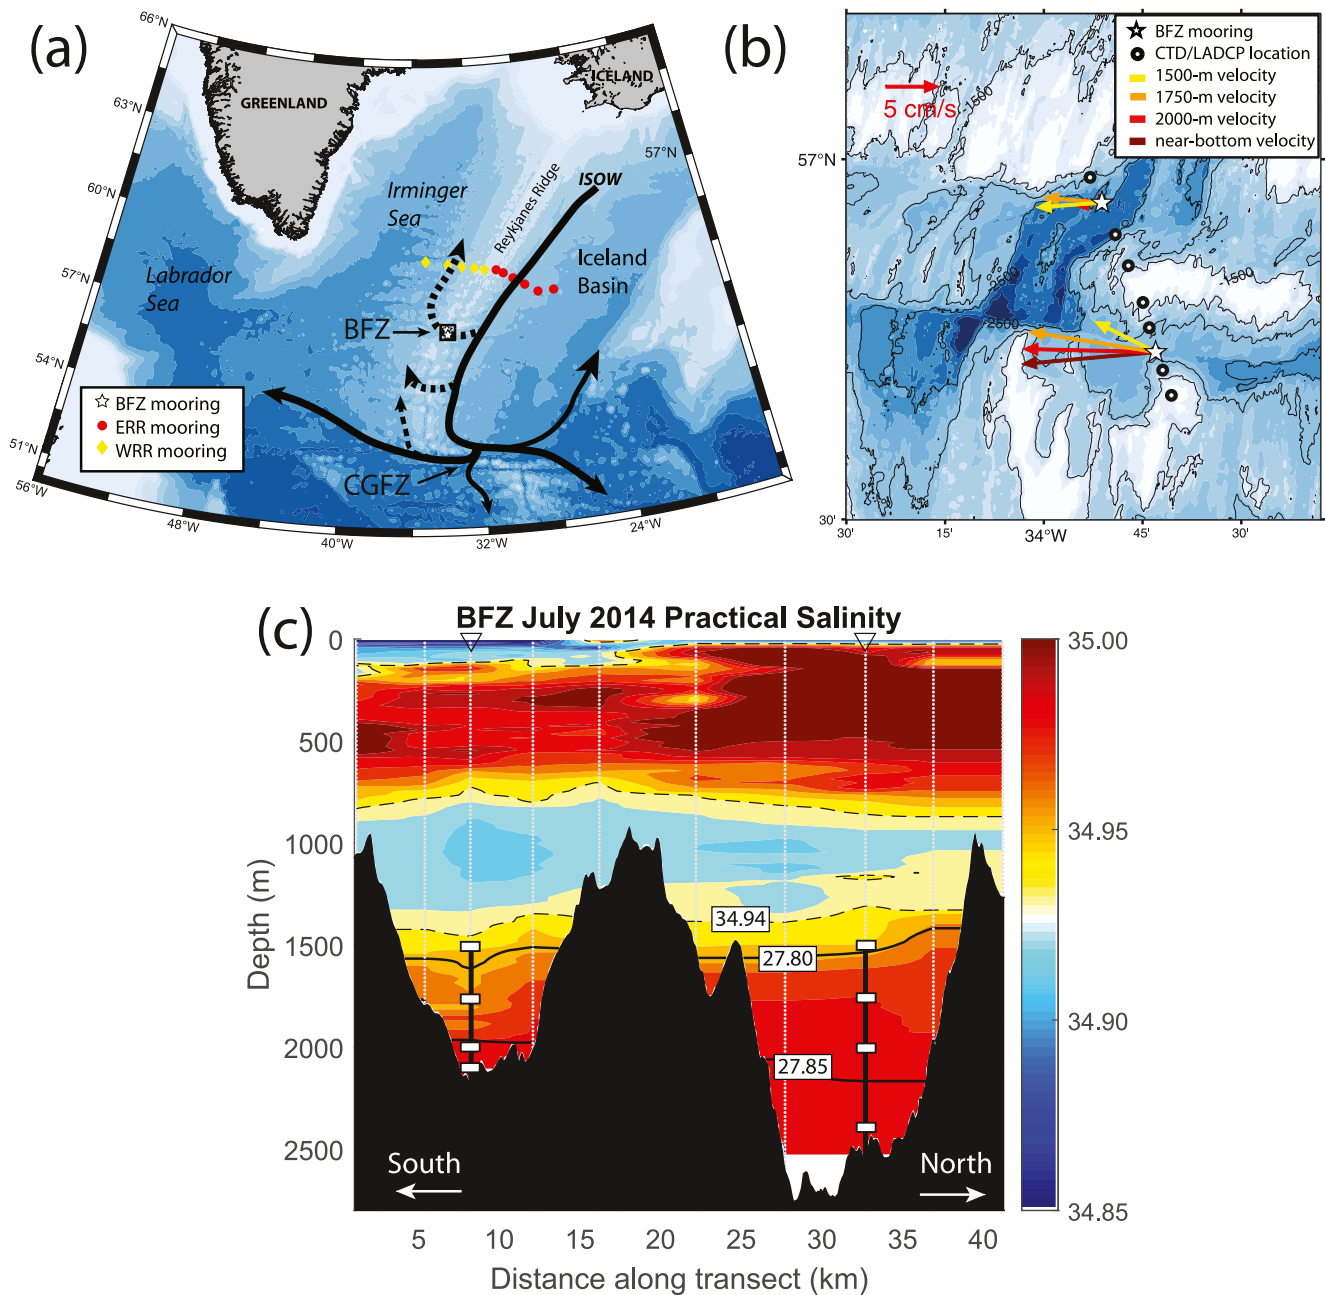 (a)
66°N
63°N
60°N
57°N
54°N
51°N
56°W
48°W
40°W
32°W
24°W
57°N
GREENLAND
ICELAND
Irminger
Sea
Reykjanes Ridge
ISOW
Labrador
Sea
Iceland
Basin
BFZ
CGFZ
BFZ mooring
ERR mooring
WRR mooring
(b)
BFZ mooring
CTD/LADCP location
1500-m velocity
1750-m velocity
2000-m velocity
near-bottom velocity
5 cm/s
1500
1500
2500
2500
57°N
30'
30'
15'
34°W
45'
30'
(c)
BFZ July 2014 Practical Salinity
0
500
1000
1500
2000
2500
Depth (m)
34.94
27.80
27.85
South
North
5
10
15
20
25
30
35
40
Distance along transect (km)
35.00
34.95
34.90
34.85